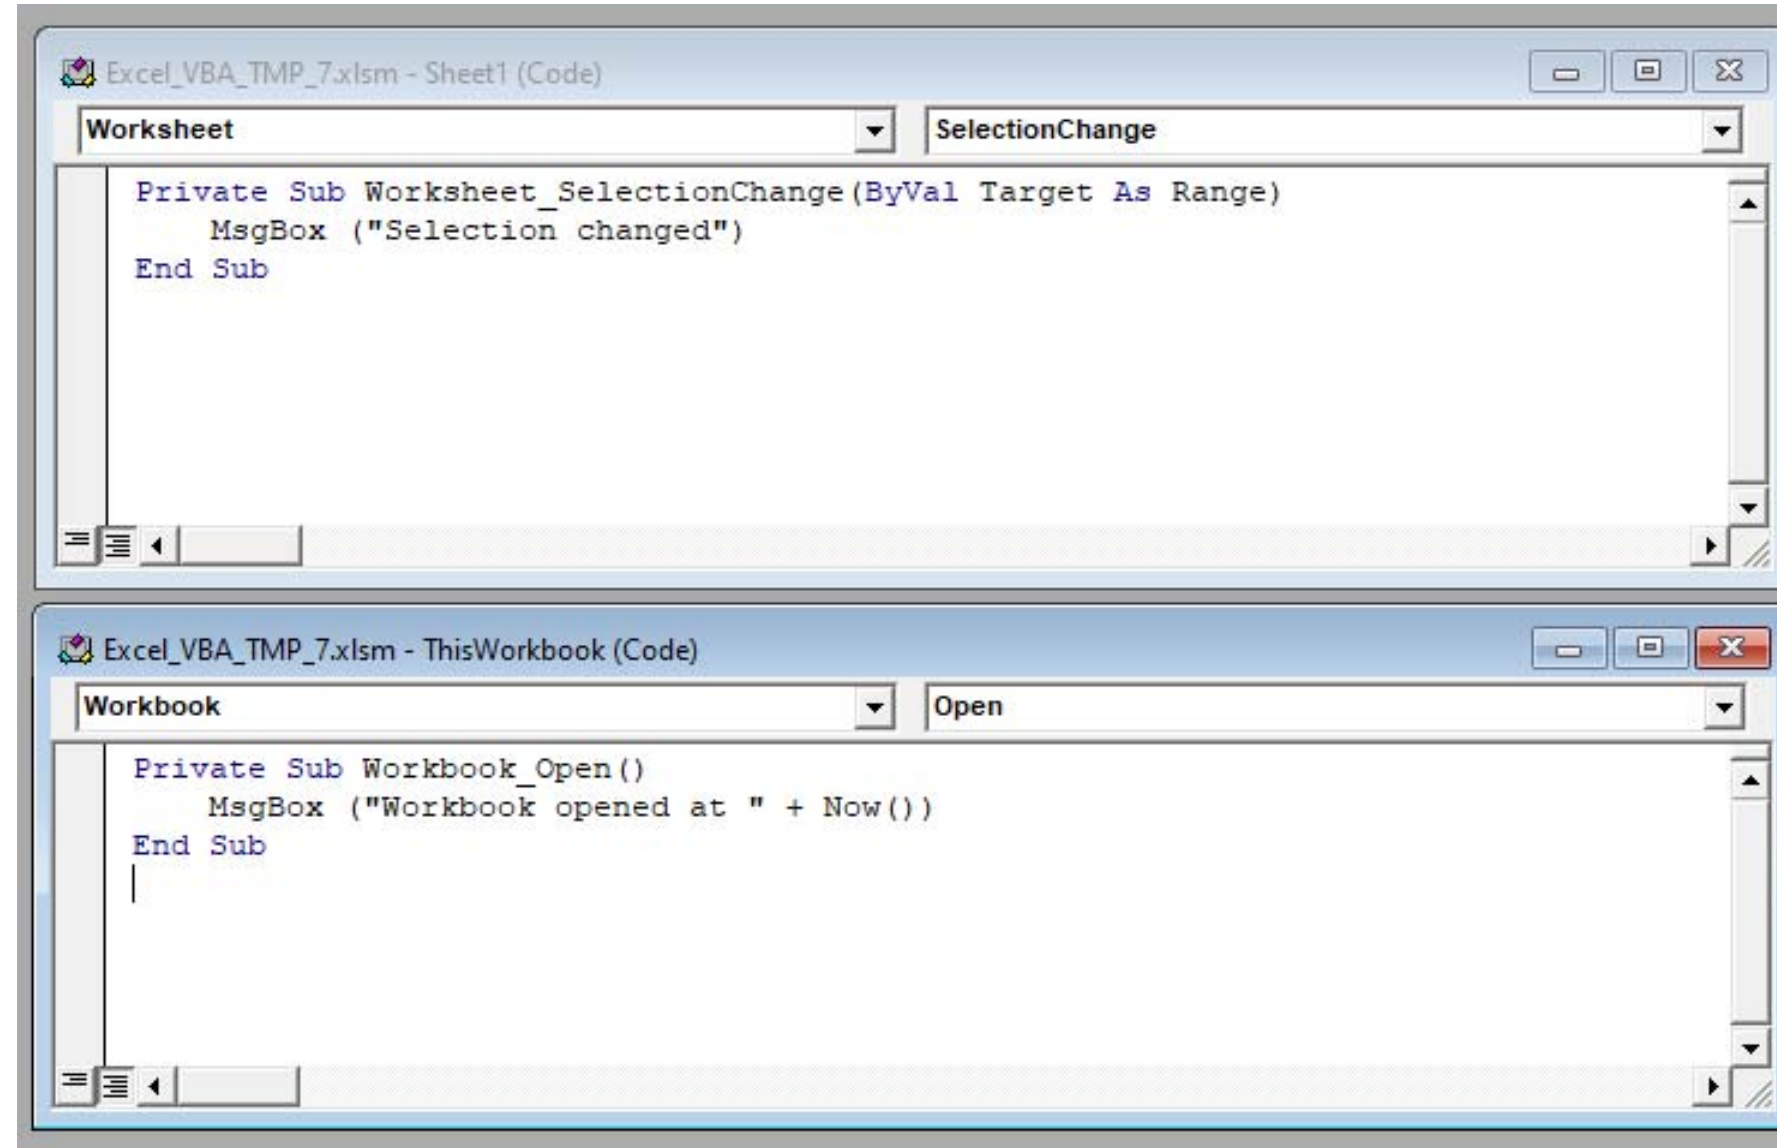 Excel_VBA_TMP_7.xlsm - Sheet1 (Code)
Worksheet SelectionChange
Private Sub Worksheet_SelectionChange(ByVal Target As Range)
MsgBox ("Selection changed")
End Sub
Excel_VBA_TMP_7.xlsm - ThisWorkbook (Code)
Workbook Open
Private Sub Workbook_Open()
MsgBox ("Workbook opened at " + Now())
End Sub